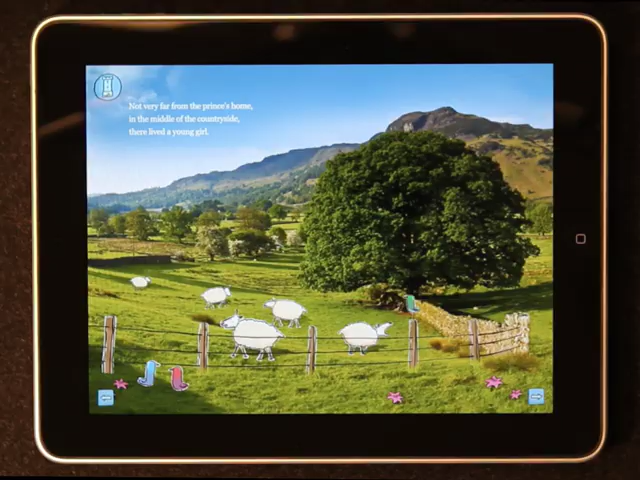 Not very far from the prince's home,
in the middle of the countryside,
there lived a young girl.